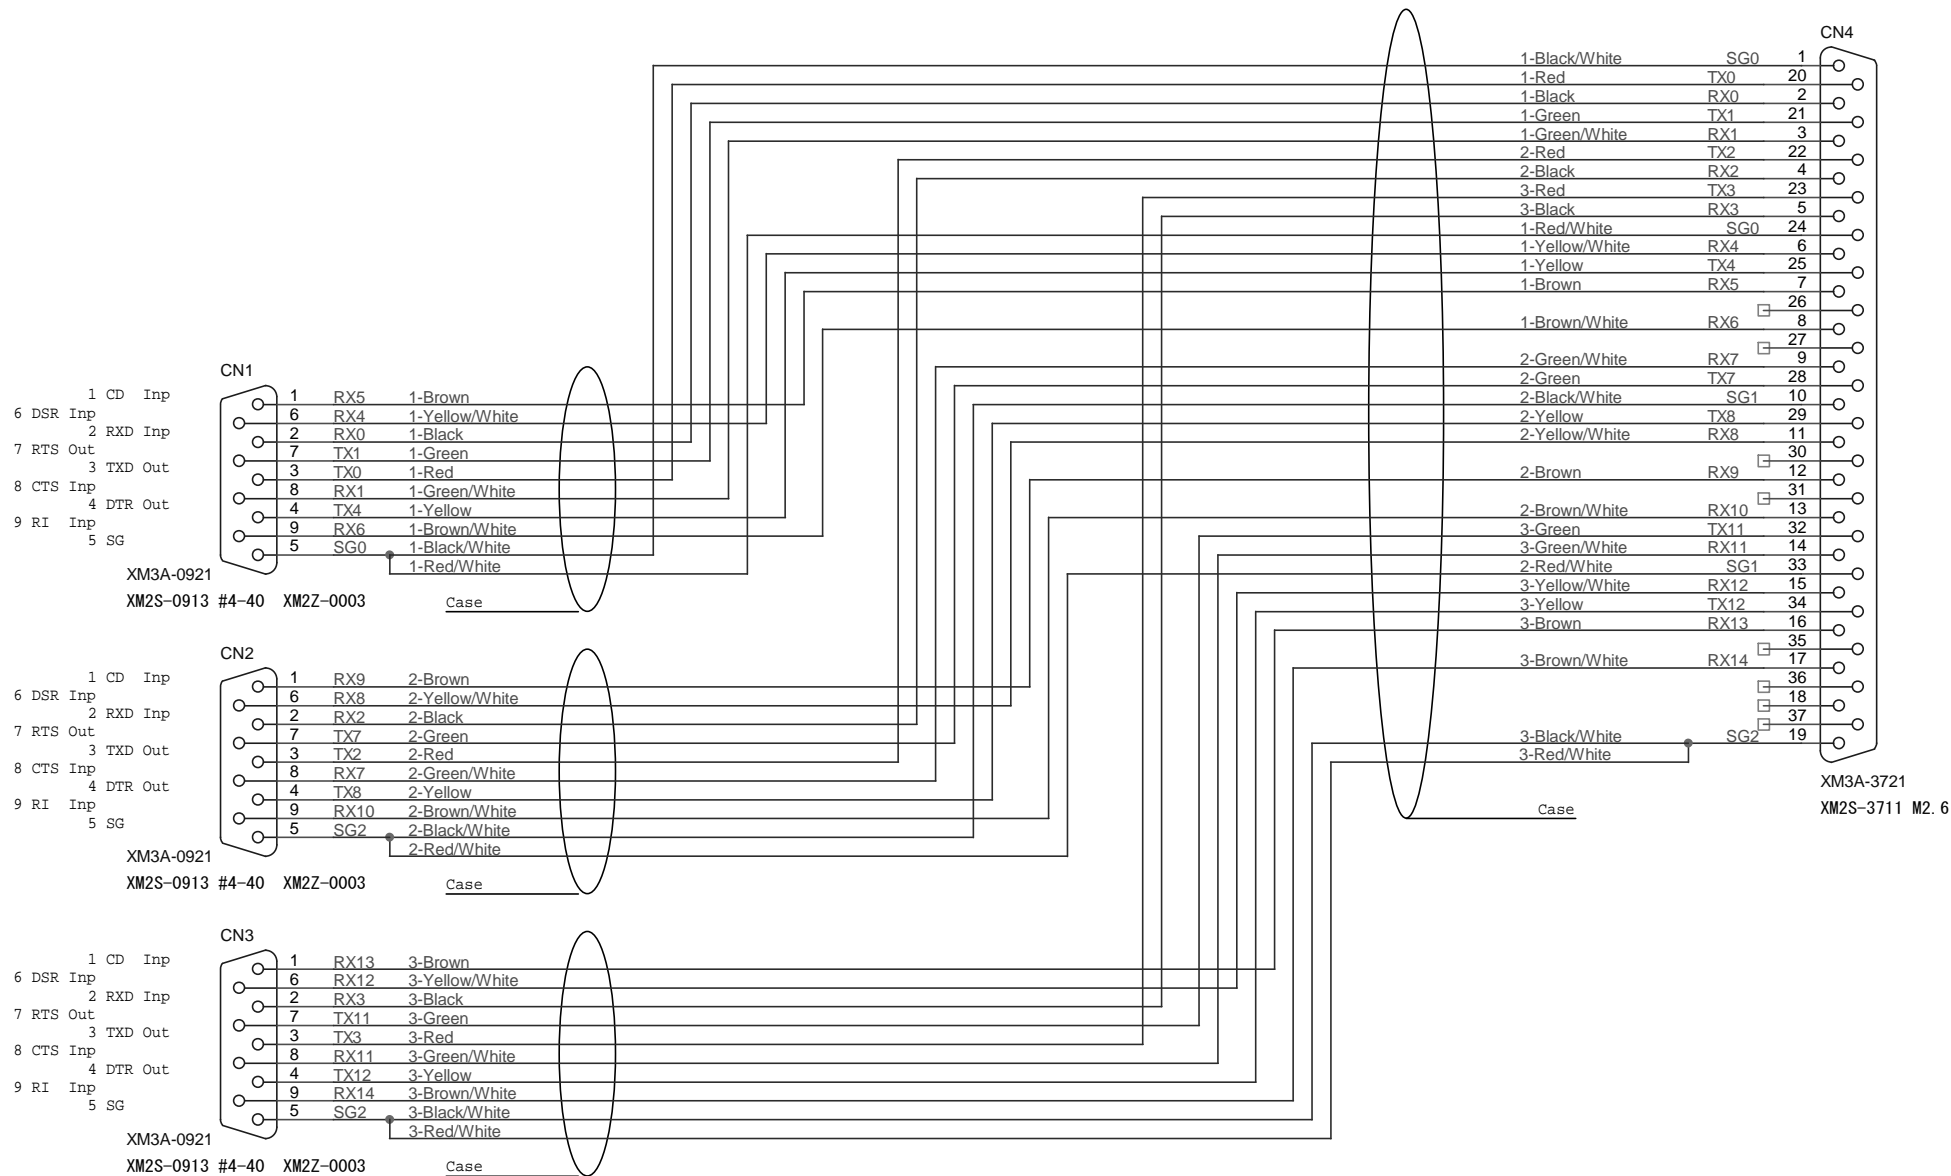 CN4
1-Black/White SG0 1
1-Red TX0 20
1-Black RX0 2
1-Green TX1 21
1-Green/White RX1 3
2-Red TX2 22
2-Black RX2 4
3-Red TX3 23
3-Black RX3 5
1-Red/White SG0 24
1-Yellow/White RX4 6
1-Yellow TX4 25
1-Brown RX5 7
26
1-Brown/White RX6 8
27
2-Green/White RX7 9
2-Green TX7 28
2-Black/White SG1 10
2-Yellow TX8 29
2-Yellow/White RX8 11
30
2-Brown RX9 12
31
2-Brown/White RX10 13
3-Green TX11 32
3-Green/White RX11 14
2-Red/White SG1 33
3-Yellow/White RX12 15
3-Yellow TX12 34
3-Brown RX13 16
35
3-Brown/White RX14 17
36
18
37
3-Black/White SG2 19
3-Red/White
XM3A-3721
XM2S-3711 M2.6
Case
CN1
1 CD Inp 1 RX5 1-Brown
6 DSR Inp 6 RX4 1-Yellow/White
2 RXD Inp 2 RX0 1-Black
7 RTS Out 7 TX1 1-Green
3 TXD Out 3 TX0 1-Red
8 CTS Inp 8 RX1 1-Green/White
4 DTR Out 4 TX4 1-Yellow
9 RI Inp 9 RX6 1-Brown/White
5 SG 5 SG0 1-Black/White
1-Red/White
XM3A-0921
XM2S-0913 #4-40 XM2Z-0003 Case
CN2
1 CD Inp 1 RX9 2-Brown
6 DSR Inp 6 RX8 2-Yellow/White
2 RXD Inp 2 RX2 2-Black
7 RTS Out 7 TX7 2-Green
3 TXD Out 3 TX2 2-Red
8 CTS Inp 8 RX7 2-Green/White
4 DTR Out 4 TX8 2-Yellow
9 RI Inp 9 RX10 2-Brown/White
5 SG 5 SG2 2-Black/White
2-Red/White
XM3A-0921
XM2S-0913 #4-40 XM2Z-0003 Case
CN3
1 CD Inp 1 RX13 3-Brown
6 DSR Inp 6 RX12 3-Yellow/White
2 RXD Inp 2 RX3 3-Black
7 RTS Out 7 TX11 3-Green
3 TXD Out 3 TX3 3-Red
8 CTS Inp 8 RX11 3-Green/White
4 DTR Out 4 TX12 3-Yellow
9 RI Inp 9 RX14 3-Brown/White
5 SG 5 SG2 3-Black/White
3-Red/White
XM3A-0921
XM2S-0913 #4-40 XM2Z-0003 Case